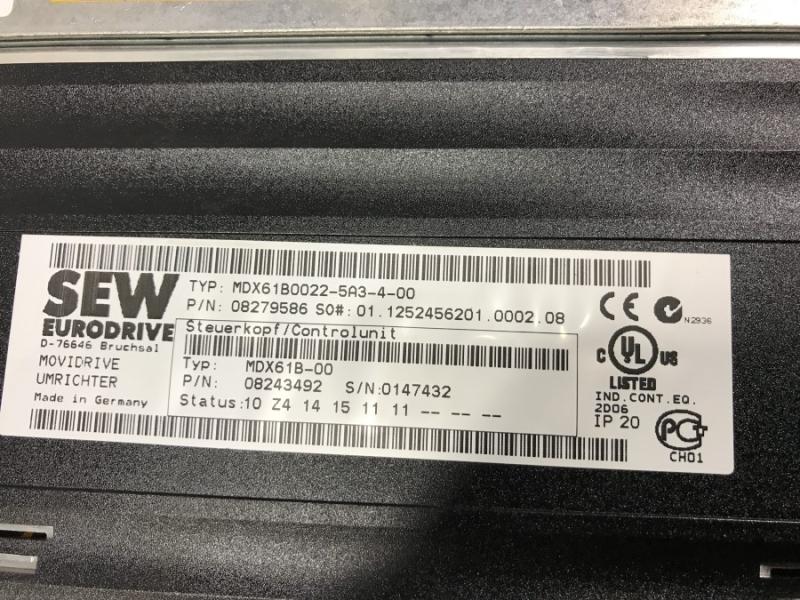 SEW
EURODRIVE
D-76646 Bruchsal
MOVIDRIVE
UMRICHTER
Made in Germany
TYP: MDX61B0022-5A3-4-00
P/N: 08279586 SO#: 01.1252456201.0002.08
Steuerkopf/Controlunit
Typ: MDX61B-00
P/N: 08243492 S/N:0147432
Status:10 Z4 14 15 11 11 -- -- --
CE
N2936
C UL US
LISTED
IND.CONT.EQ.
2D06
IP 20
PCT
CH01